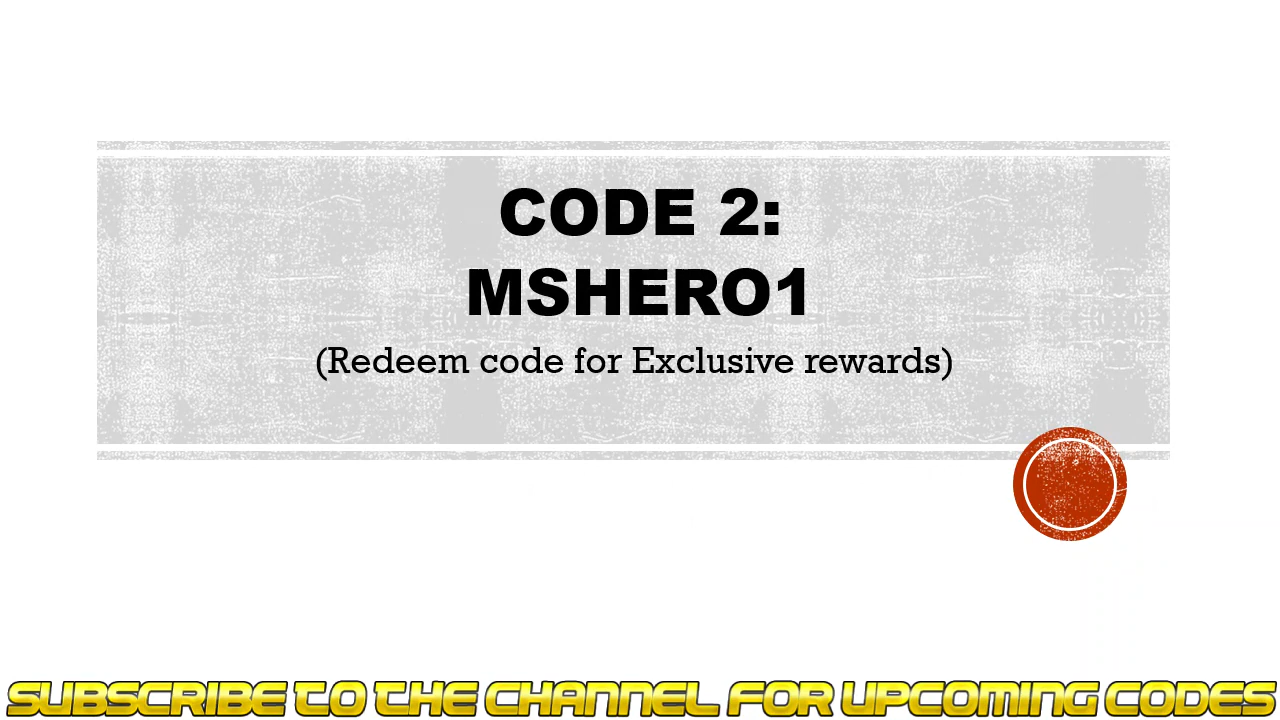 CODE 2:
MSHERO1
(Redeem code for Exclusive rewards)
SUBSCRIBE TO THE CHANNEL FOR UPCOMING CODES